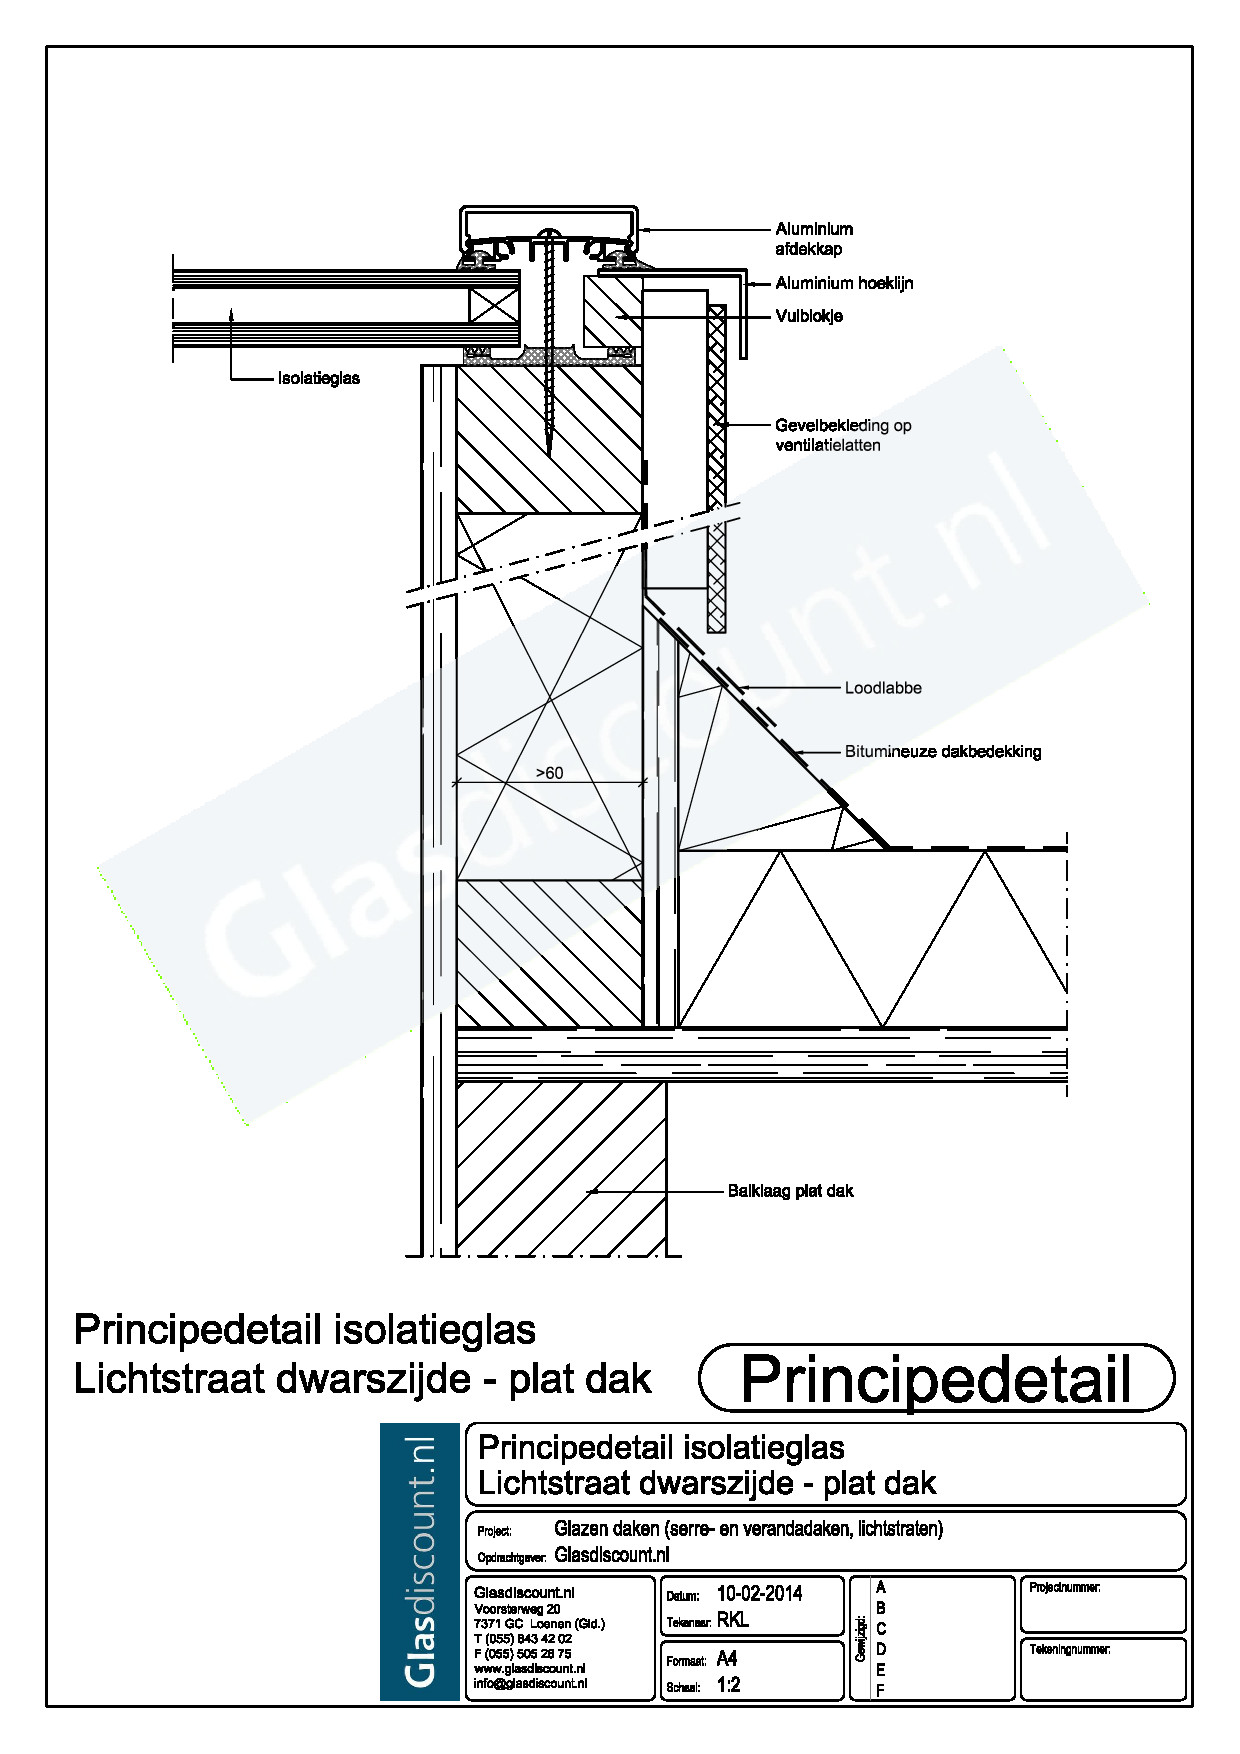 Aluminium
afdekkap
Aluminium hoeklijn
Vulblokje
Isolatieglas
Gevelbekleding op
ventilatielatten
Loodlabbe
Bitumineuze dakbedekking
>60
Balklaag plat dak
Glasdiscount.nl
Principedetail isolatieglas
Lichtstraat dwarszijde - plat dak
Principedetail
Glasdiscount.nl
Principedetail isolatieglas
Lichtstraat dwarszijde - plat dak
Project: Glazen daken (serre- en verandadaken, lichtstraten)
Opdrachtgever: Glasdiscount.nl
Glasdiscount.nl
Voorsterweg 20
7371 GC Loenen (Gld.)
T (055) 843 42 02
F (055) 505 28 75
www.glasdiscount.nl
info@glasdiscount.nl
Datum: 10-02-2014
Tekenaar: RKL
Formaat: A4
Schaal: 1:2
Gewijzigd:
A
B
C
D
E
F
Projectnummer:
Tekeningnummer: